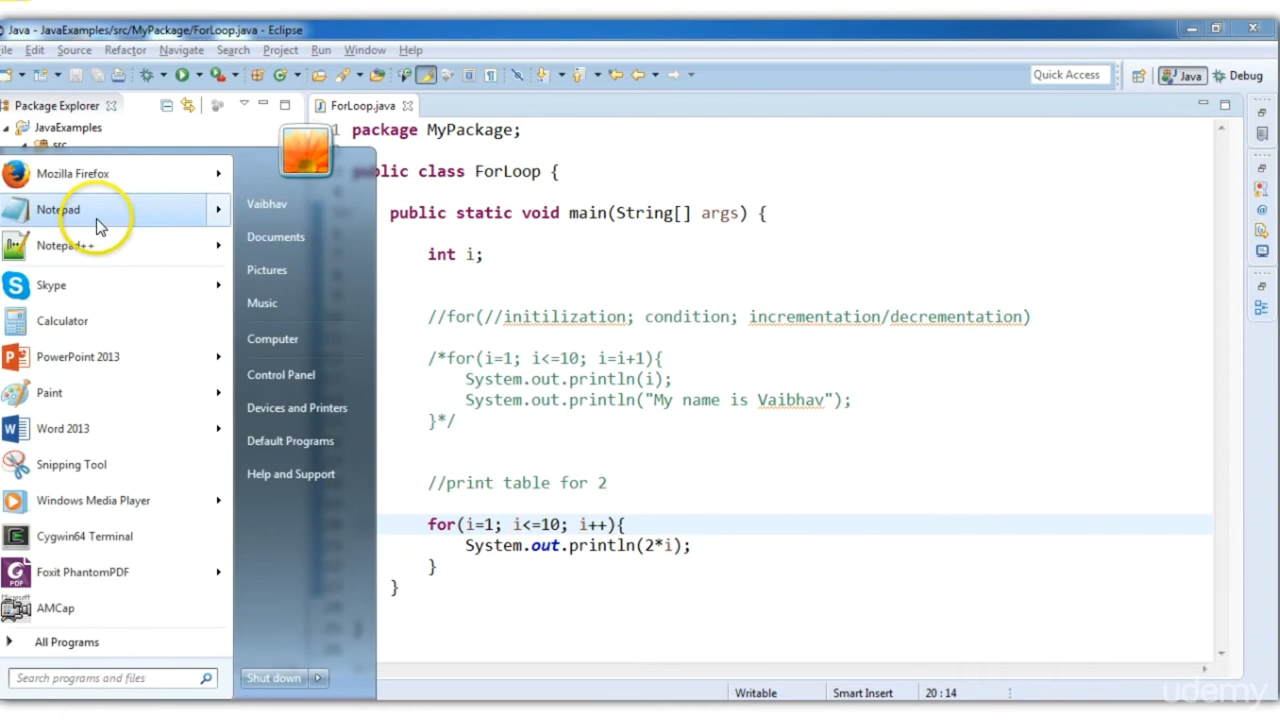 Java - JavaExamples/src/MyPackage/ForLoop.java - Eclipse
ile Edit Source Refactor Navigate Search Project Run Window Help
Quick Access
Java
Debug
Package Explorer
ForLoop.java
JavaExamples
src
1 package MyPackage;
public class ForLoop {
public static void main(String[] args) {
int i;
//for(//initilization; condition; incrementation/decrementation)
/*for(i=1; i<=10; i=i+1){
System.out.println(i);
System.out.println("My name is Vaibhav");
}*/
//print table for 2
for(i=1; i<=10; i++){
System.out.println(2*i);
}
}
Mozilla Firefox
Notepad
Notepad++
Skype
Calculator
PowerPoint 2013
Paint
Word 2013
Snipping Tool
Windows Media Player
Cygwin64 Terminal
Foxit PhantomPDF
AMCap
All Programs
Search programs and files
Vaibhav
Documents
Pictures
Music
Computer
Control Panel
Devices and Printers
Default Programs
Help and Support
Shut down
Writable
Smart Insert
20 : 14
udemy